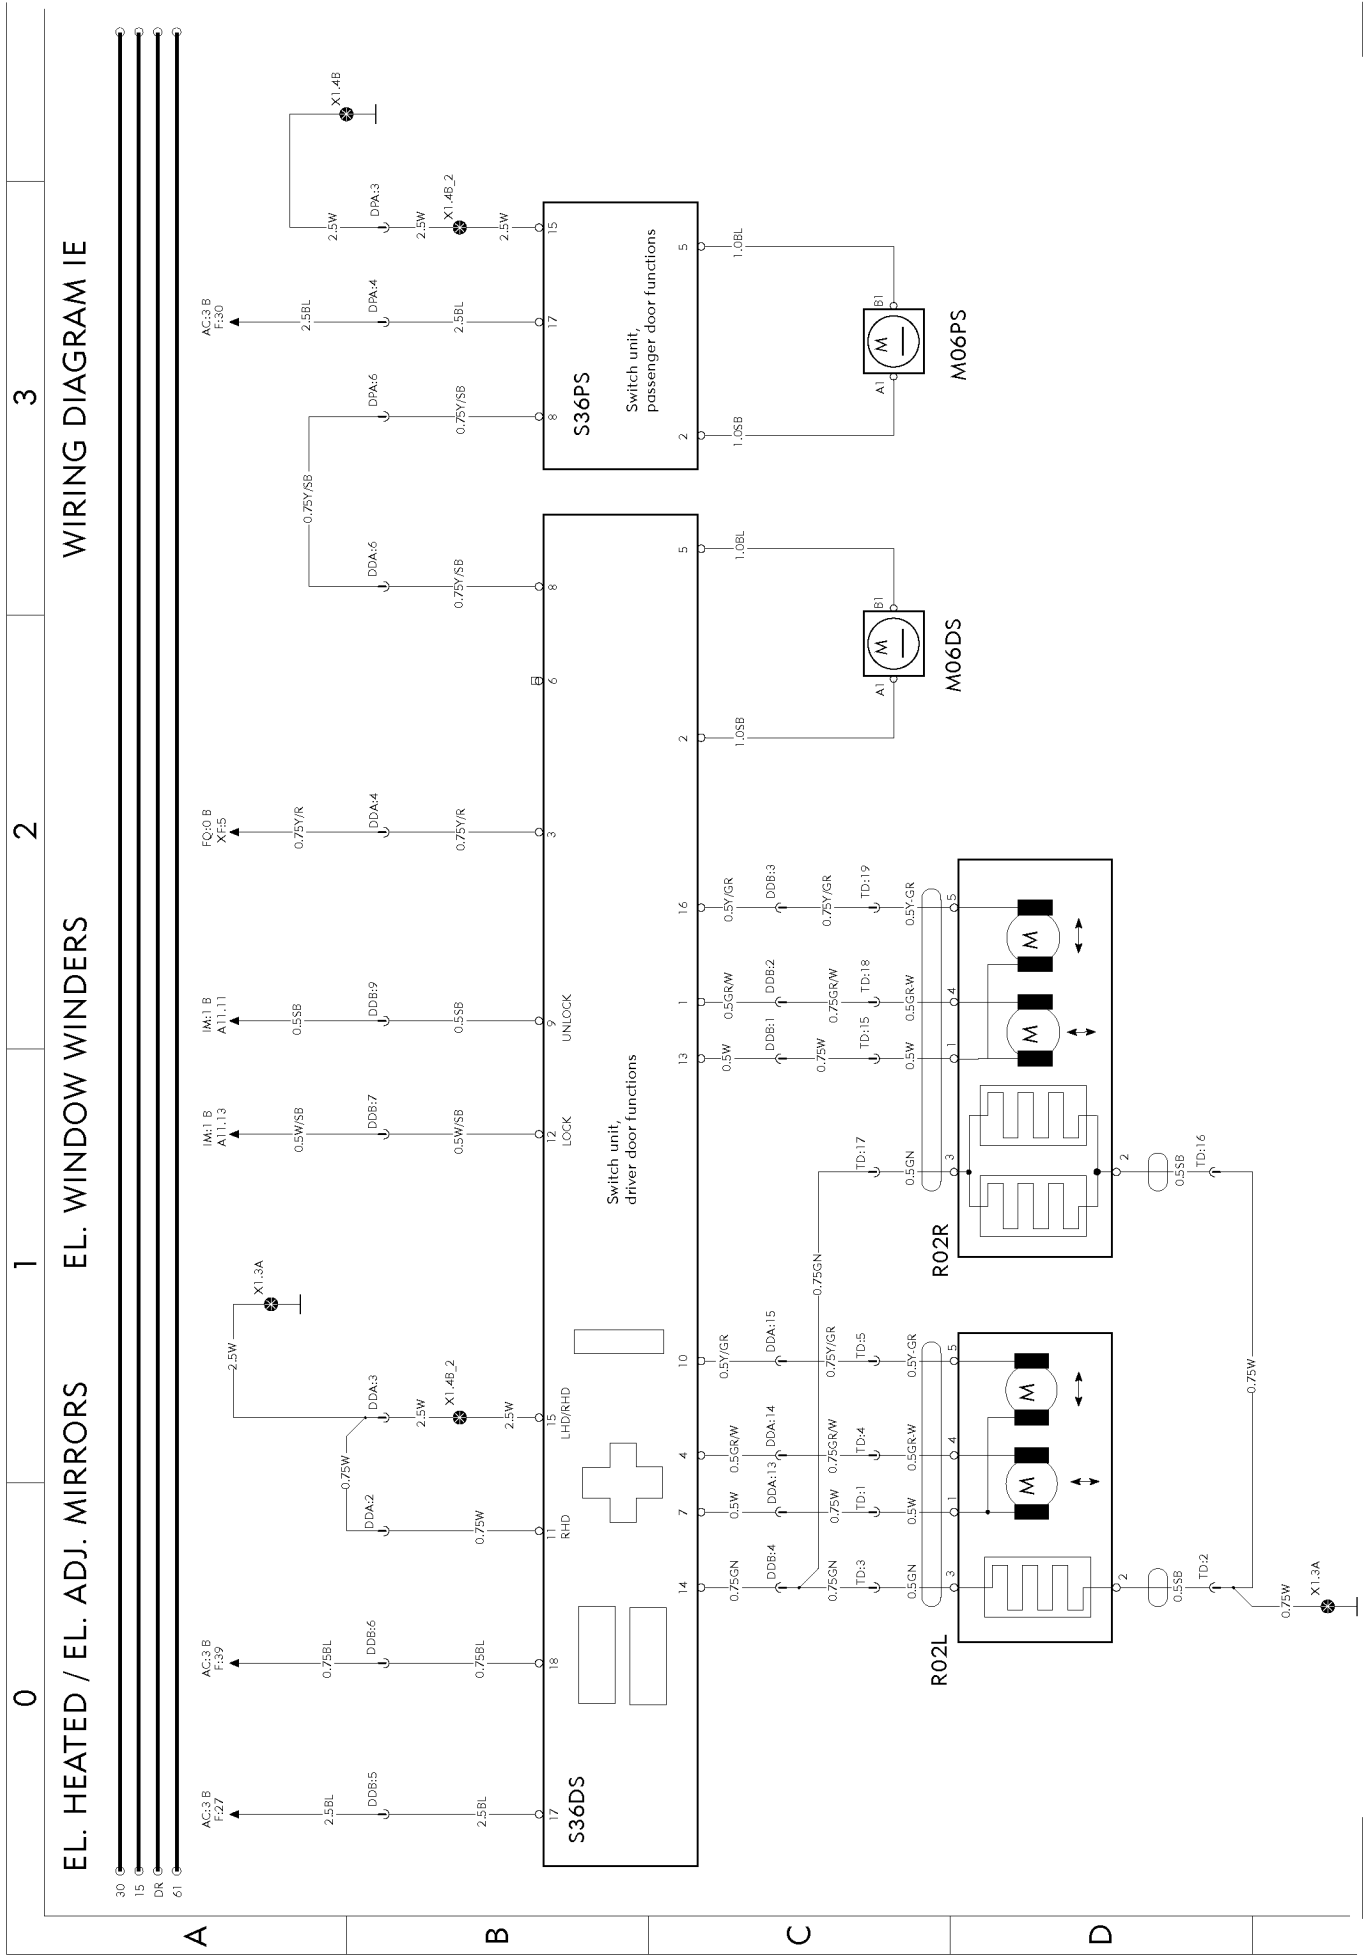 0
1
2
3
EL. HEATED / EL. ADJ. MIRRORS
EL. WINDOW WINDERS
WIRING DIAGRAM IE
30
15
DR
61
A
B
C
D
AC:3 B
F:27
AC:3 B
F:39
IM:1 B
A11.13
IM:1 B
A11.11
FQ:0 B
XF:5
AC:3 B
F:30
X1.3A
X1.4B
2.5BL
0.75BL
0.75W
2.5W
0.5W/SB
0.5SB
0.75Y/R
0.75Y/SB
2.5BL
2.5W
DDB:5
DDB:6
DDA:2
DDA:3
DDB:7
DDB:9
DDA:4
DDA:6
DPA:6
DPA:4
DPA:3
2.5W
2.5W
X1.4B_2
X1.4B_2
2.5BL
0.75BL
0.75W
2.5W
0.5W/SB
0.5SB
0.75Y/R
0.75Y/SB
0.75Y/SB
2.5BL
2.5W
17
18
11
15
12
9
3
6
8
8
17
15
RHD
LHD/RHD
LOCK
UNLOCK
S36DS
Switch unit,
driver door functions
S36PS
Switch unit,
passenger door functions
14
7
4
10
13
1
16
2
5
2
5
0.75GN
0.5W
0.5GR/W
0.5Y/GR
0.5W
0.5GR/W
0.5Y/GR
1.0SB
1.0BL
1.0SB
1.0BL
DDB:4
DDA:13
DDA:14
DDA:15
DDB:1
DDB:2
DDB:3
0.75GN
0.75GN
0.75W
0.75GR/W
0.75Y/GR
0.75W
0.75GR/W
0.75Y/GR
TD:3
TD:1
TD:4
TD:5
TD:17
TD:15
TD:18
TD:19
0.5GN
0.5W
0.5GR-W
0.5Y-GR
0.5GN
0.5W
0.5GR-W
0.5Y-GR
A1
M
B1
A1
M
B1
M06DS
M06PS
R02L
3
1
4
5
R02R
3
1
4
5
M
M
M
M
2
2
0.5SB
0.5SB
TD:2
TD:16
0.75W
0.75W
X1.3A